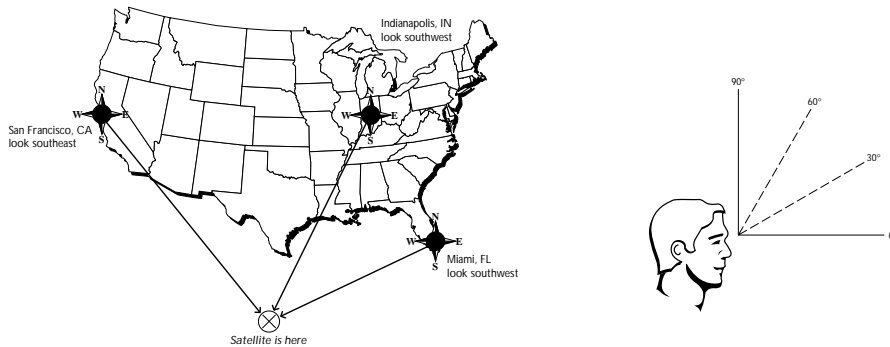 Indianapolis, IN
look southwest
N
W E
S
San Francisco, CA
look southeast
N
W E
S
N
W E
S
Miami, FL
look southwest
Satellite is here
90°
60°
30°